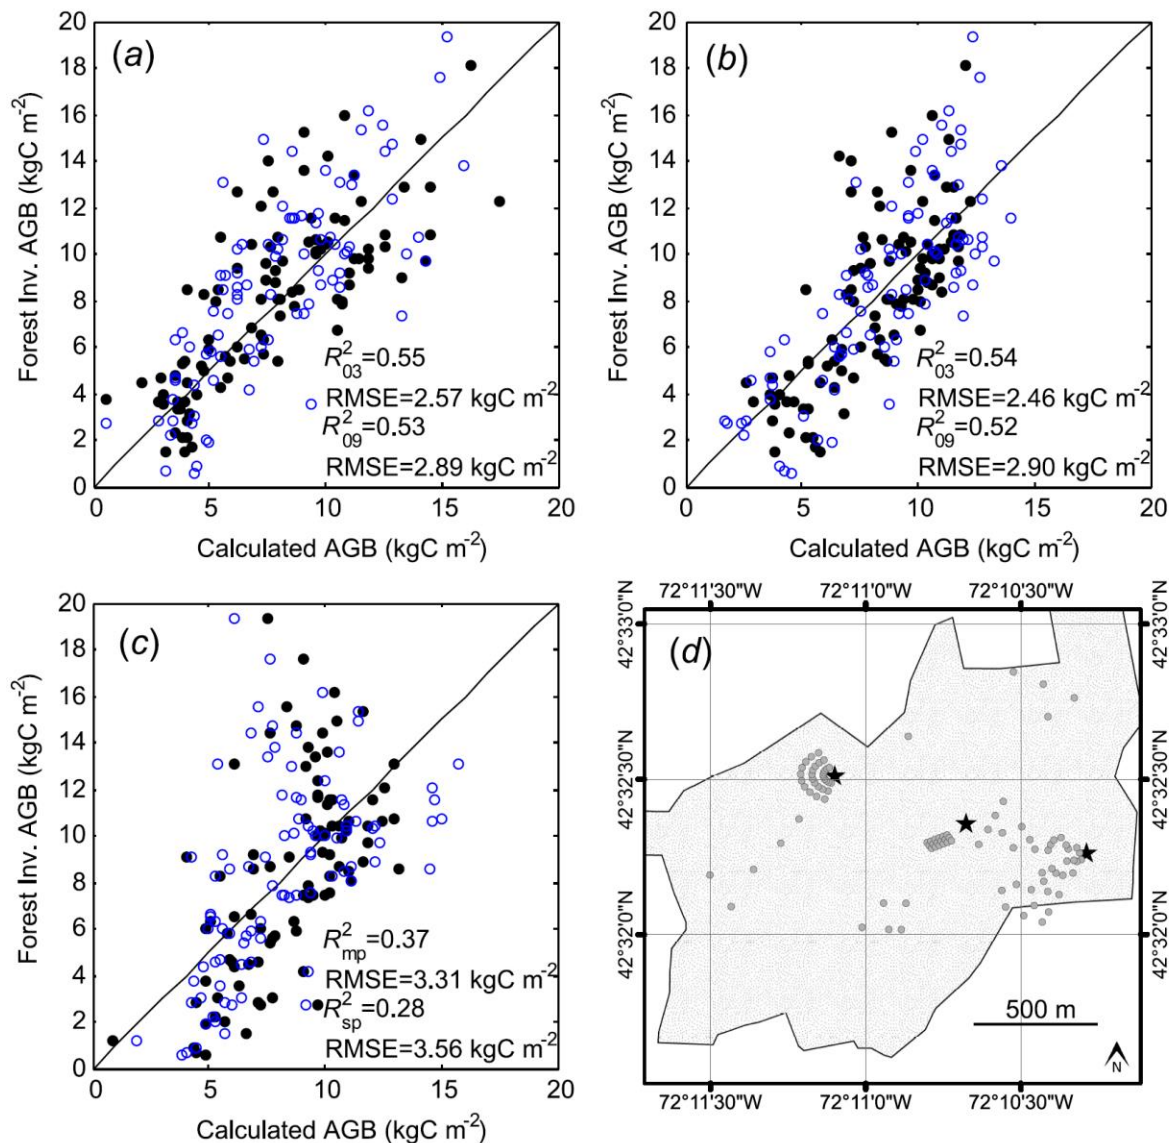 (a)
20
18
16
14
12
10
8
6
4
2
0
Forest Inv. AGB (kgC m⁻²)
R²₀₃=0.55
RMSE=2.57 kgC m⁻²
R²₀₉=0.53
RMSE=2.89 kgC m⁻²
0 5 10 15 20
Calculated AGB (kgC m⁻²)
(b)
20
18
16
14
12
10
8
6
4
2
0
Forest Inv. AGB (kgC m⁻²)
R²₀₃=0.54
RMSE=2.46 kgC m⁻²
R²₀₉=0.52
RMSE=2.90 kgC m⁻²
0 5 10 15 20
Calculated AGB (kgC m⁻²)
(c)
20
18
16
14
12
10
8
6
4
2
0
Forest Inv. AGB (kgC m⁻²)
R²mp=0.37
RMSE=3.31 kgC m⁻²
R²sp=0.28
RMSE=3.56 kgC m⁻²
0 5 10 15 20
Calculated AGB (kgC m⁻²)
72°11'30"W 72°11'0"W 72°10'30"W
(d)
42°33'0"N
42°32'30"N
42°32'0"N
42°33'0"N
42°32'30"N
42°32'0"N
500 m
N
72°11'30"W 72°11'0"W 72°10'30"W